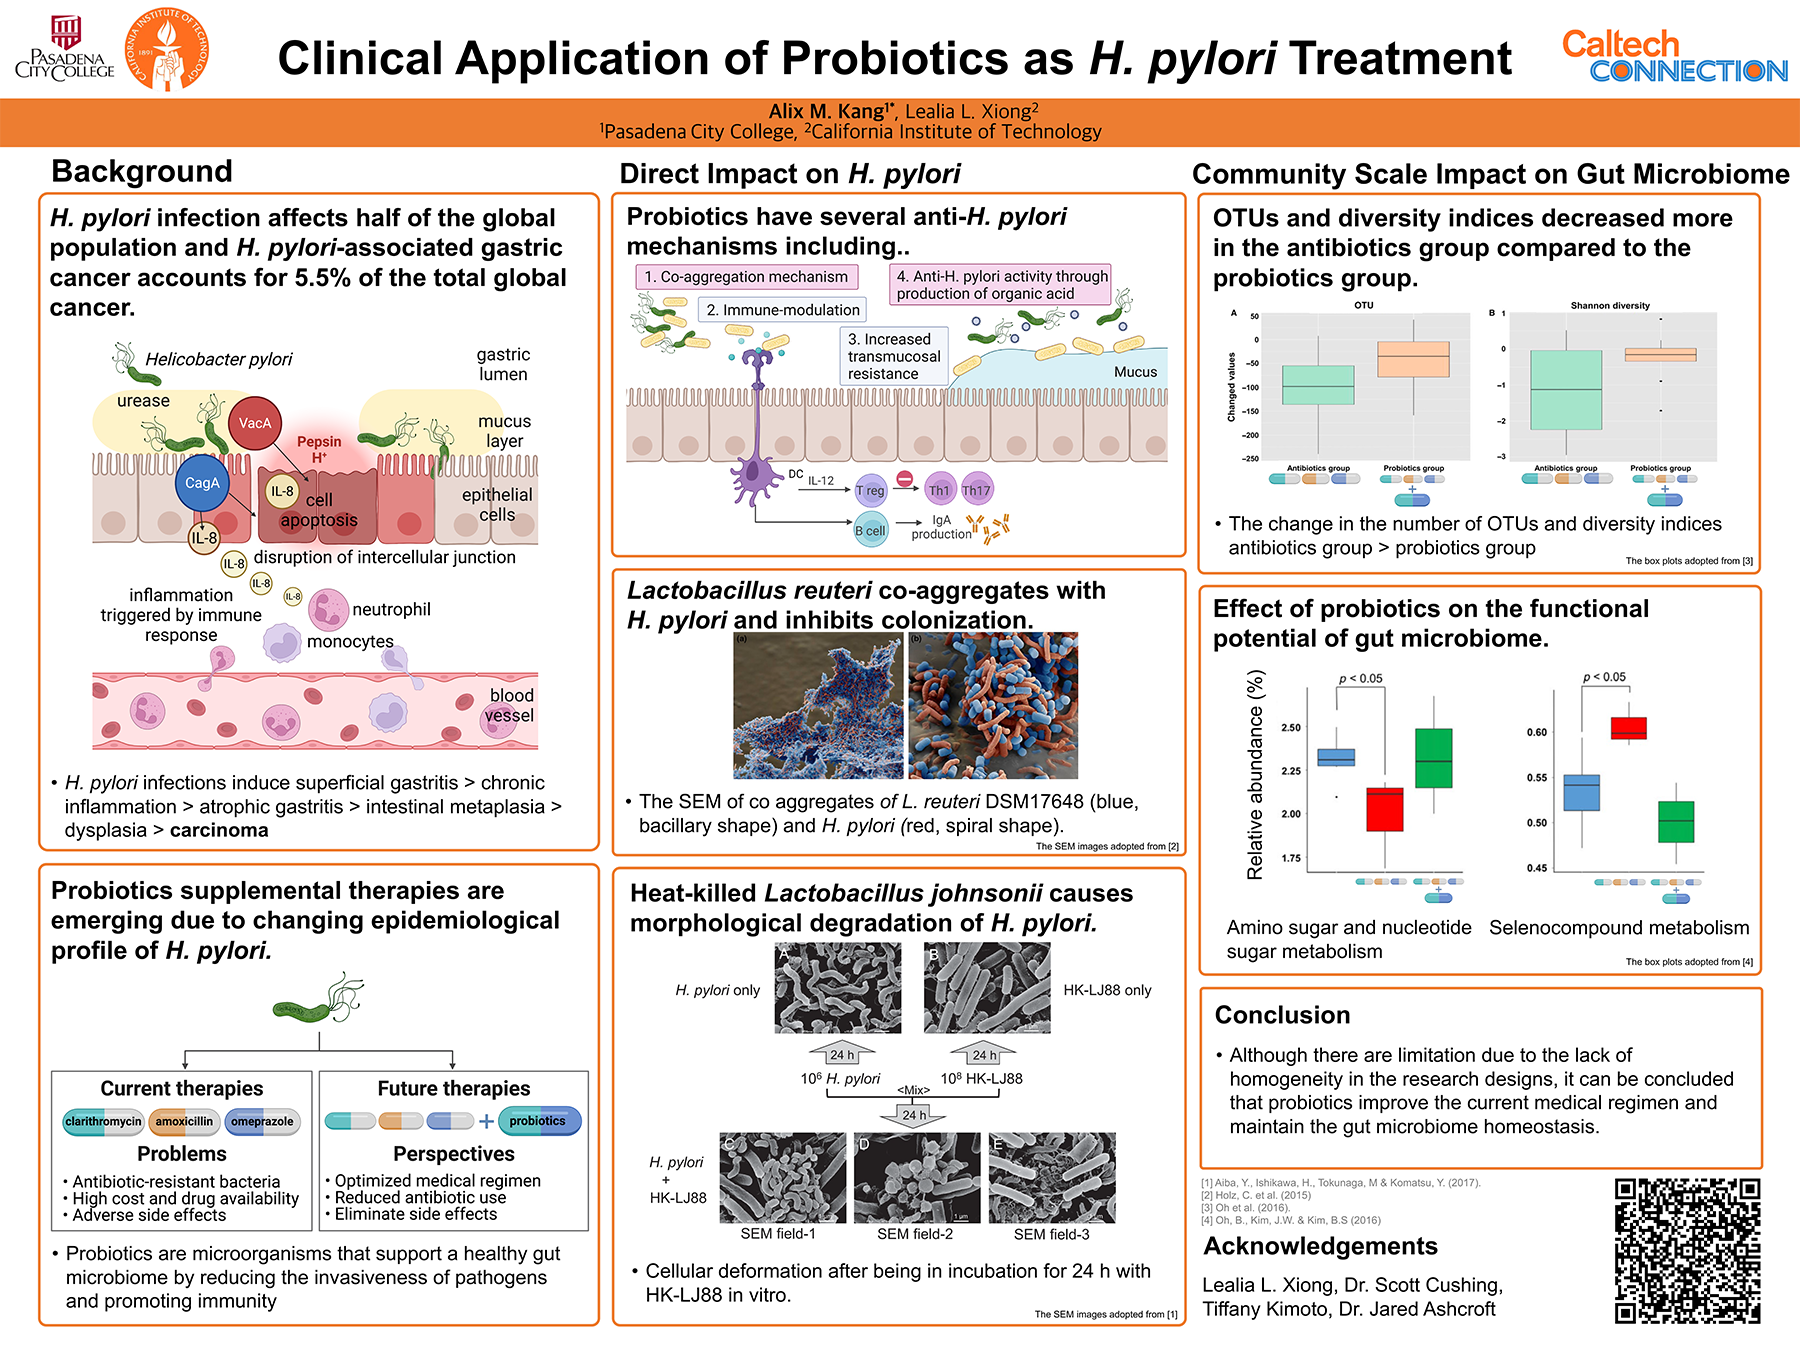 PASADENA
CITY COLLEGE
CALIFORNIA INSTITUTE OF TECHNOLOGY
1891
Clinical Application of Probiotics as H. pylori Treatment
Caltech
CONNECTION
Alix M. Kang1*, Lealia L. Xiong2
1Pasadena City College, 2California Institute of Technology
Background
H. pylori infection affects half of the global
population and H. pylori-associated gastric
cancer accounts for 5.5% of the total global
cancer.
Helicobacter pylori
gastric
lumen
urease
VacA
mucus
layer
Pepsin
H+
CagA
IL-8
cell
apoptosis
epithelial
cells
IL-8
disruption of intercellular junction
IL-8
IL-8
IL-8
inflammation
triggered by immune
response
neutrophil
monocytes
blood
vessel
• H. pylori infections induce superficial gastritis > chronic
inflammation > atrophic gastritis > intestinal metaplasia >
dysplasia > carcinoma
Probiotics supplemental therapies are
emerging due to changing epidemiological
profile of H. pylori.
Current therapies
clarithromycin amoxicillin omeprazole
Problems
• Antibiotic-resistant bacteria
• High cost and drug availability
• Adverse side effects
Future therapies
+ probiotics
Perspectives
• Optimized medical regimen
• Reduced antibiotic use
• Eliminate side effects
• Probiotics are microorganisms that support a healthy gut
microbiome by reducing the invasiveness of pathogens
and promoting immunity
Direct Impact on H. pylori
Probiotics have several anti-H. pylori
mechanisms including..
1. Co-aggregation mechanism
2. Immune-modulation
3. Increased
transmucosal
resistance
4. Anti-H. pylori activity through
production of organic acid
Mucus
DC
IL-12
T reg
Th1
Th17
B cell
IgA
production
Lactobacillus reuteri co-aggregates with
H. pylori and inhibits colonization.
(a)
(b)
• The SEM of co aggregates of L. reuteri DSM17648 (blue,
bacillary shape) and H. pylori (red, spiral shape).
The SEM images adopted from [2]
Heat-killed Lactobacillus johnsonii causes
morphological degradation of H. pylori.
H. pylori only
A
B
HK-LJ88 only
24 h
24 h
106 H. pylori
108 HK-LJ88
<Mix>
24 h
H. pylori
+
HK-LJ88
C
D
E
1 µm
SEM field-1
SEM field-2
SEM field-3
• Cellular deformation after being in incubation for 24 h with
HK-LJ88 in vitro.
The SEM images adopted from [1]
Community Scale Impact on Gut Microbiome
OTUs and diversity indices decreased more
in the antibiotics group compared to the
probiotics group.
A
OTU
Changed values
50
0
−50
−100
−150
−200
−250
Antibiotics group
Probiotics group
+
B
Shannon diversity
1
0
−1
−2
−3
Antibiotics group
Probiotics group
+
• The change in the number of OTUs and diversity indices
antibiotics group > probiotics group
The box plots adopted from [3]
Effect of probiotics on the functional
potential of gut microbiome.
Relative abundance (%)
p < 0.05
2.50
2.25
2.00
1.75
+
Amino sugar and nucleotide
sugar metabolism
p < 0.05
0.60
0.55
0.50
0.45
+
Selenocompound metabolism
The box plots adopted from [4]
Conclusion
• Although there are limitation due to the lack of
homogeneity in the research designs, it can be concluded
that probiotics improve the current medical regimen and
maintain the gut microbiome homeostasis.
[1] Aiba, Y., Ishikawa, H., Tokunaga, M & Komatsu, Y. (2017).
[2] Holz, C. et al. (2015)
[3] Oh et al. (2016).
[4] Oh, B., Kim, J.W. & Kim, B.S (2016)
Acknowledgements
Lealia L. Xiong, Dr. Scott Cushing,
Tiffany Kimoto, Dr. Jared Ashcroft